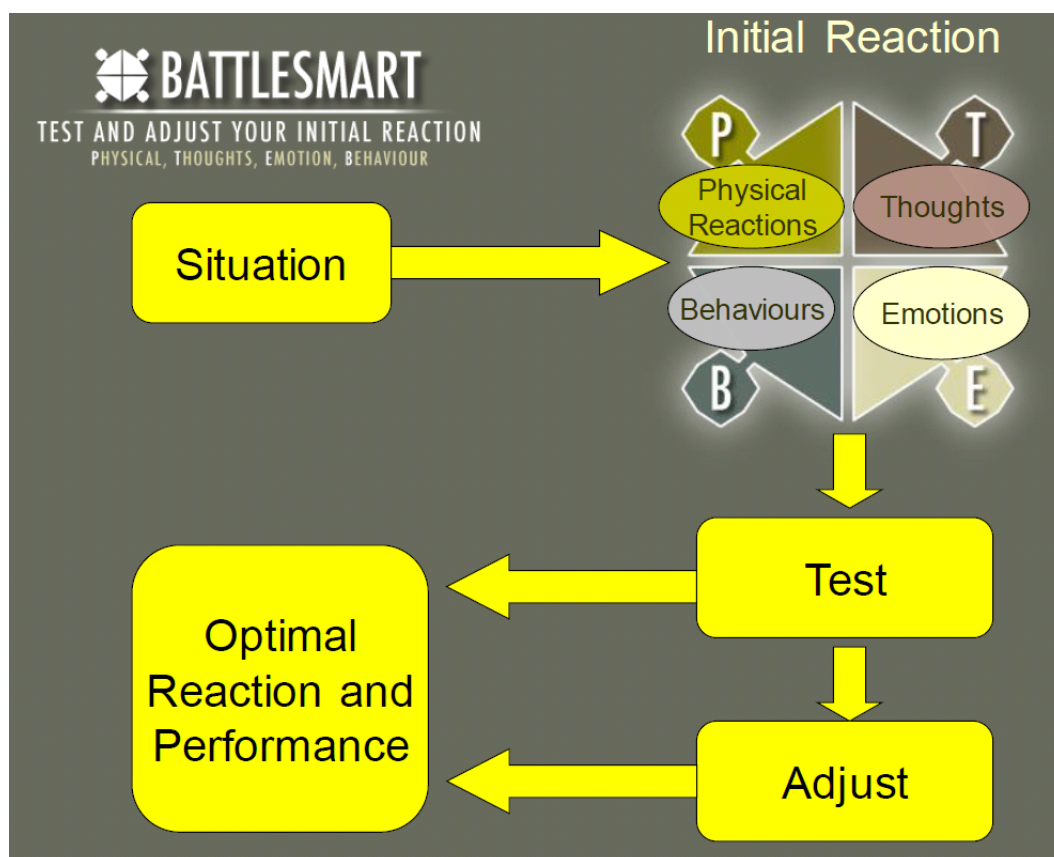 BATTLESMART
TEST AND ADJUST YOUR INITIAL REACTION
PHYSICAL, THOUGHTS, EMOTION, BEHAVIOUR
Initial Reaction
P
T
Physical
Reactions
Thoughts
Situation
Behaviours
Emotions
B
E
Test
Optimal
Reaction and
Performance
Adjust